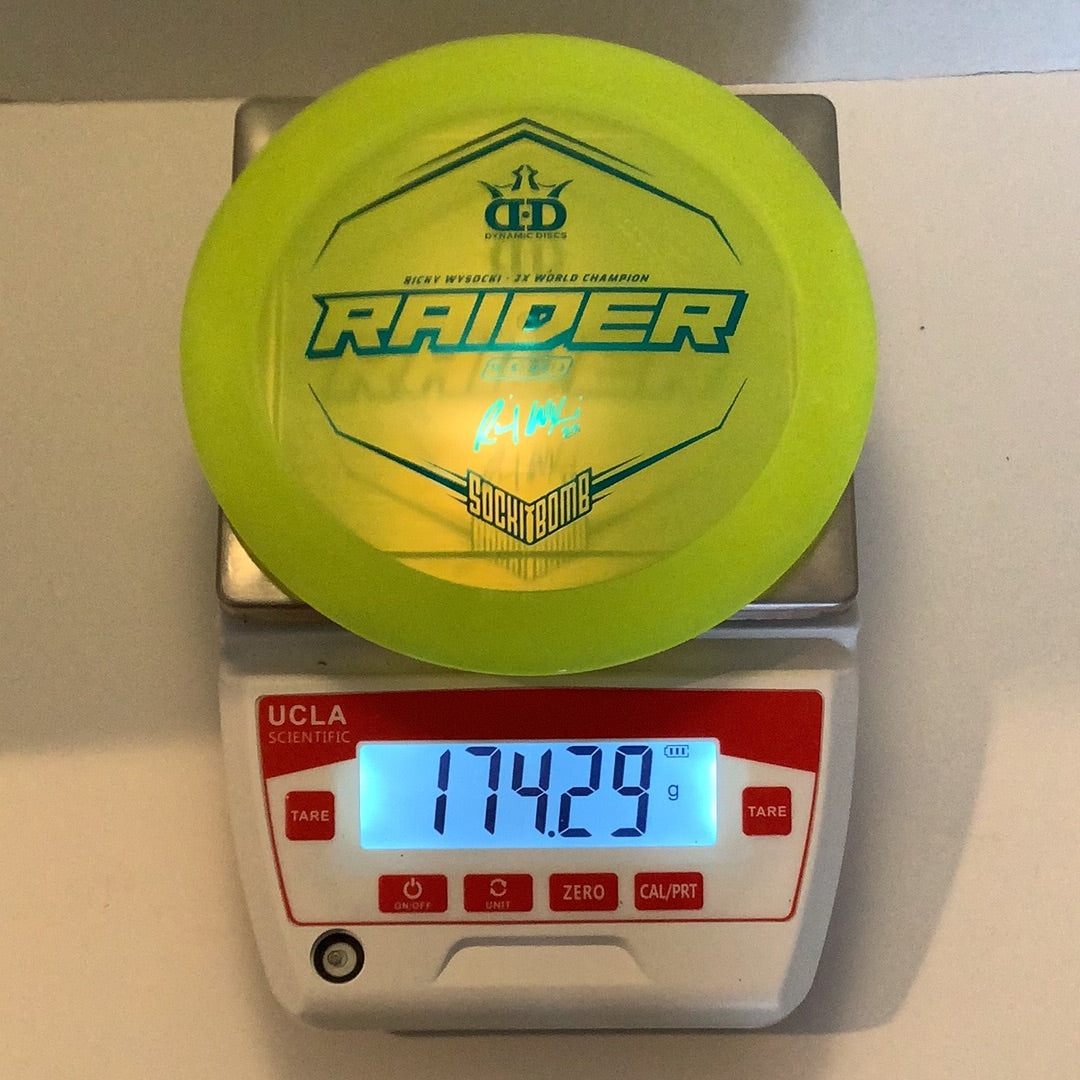 D·D
DYNAMIC DISCS
RICKY WYSOCKI - 2X WORLD CHAMPION
RAIDER
SOCKIBOMB
UCLA
SCIENTIFIC
174.29 g
TARE
TARE
ON/OFF
UNIT
ZERO
CAL/PRT